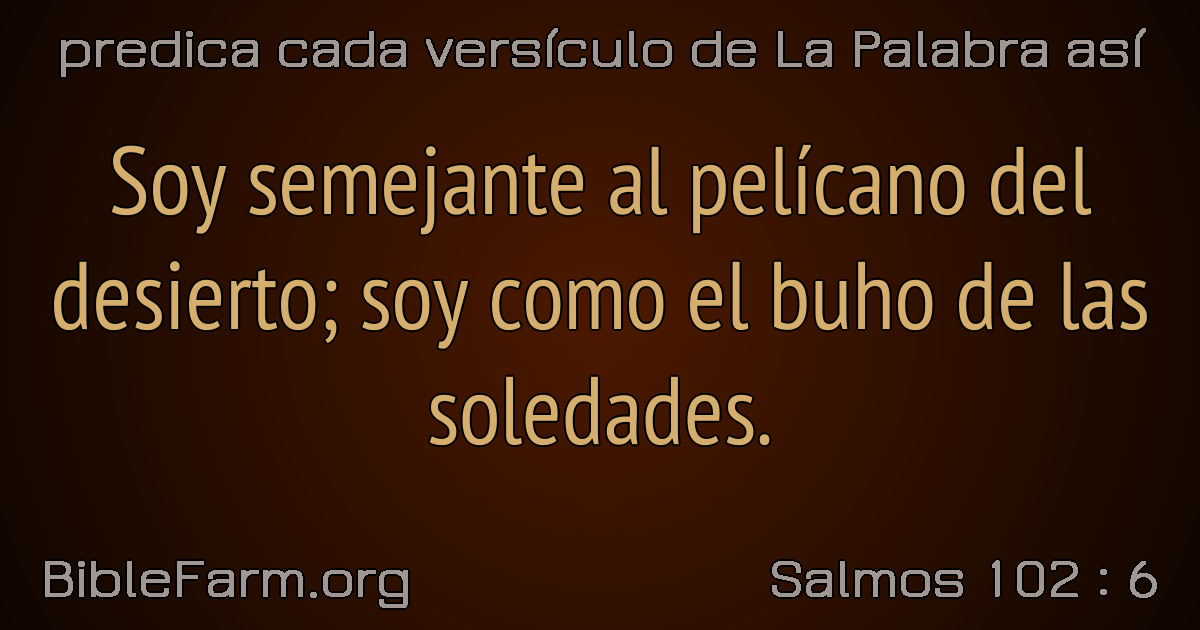 predica cada versículo de La Palabra así
Soy semejante al pelícano del
desierto; soy como el buho de las
soledades.
BibleFarm.org
Salmos 102 : 6